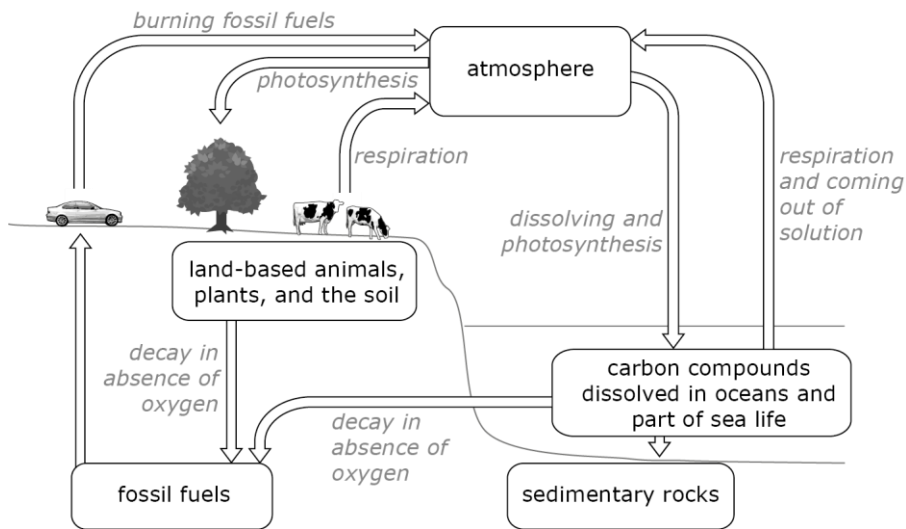 burning fossil fuels
atmosphere
photosynthesis
respiration
respiration
and coming
out of
solution
dissolving and
photosynthesis
land-based animals,
plants, and the soil
decay in
absence of
oxygen
carbon compounds
dissolved in oceans and
part of sea life
decay in
absence of
oxygen
fossil fuels
sedimentary rocks